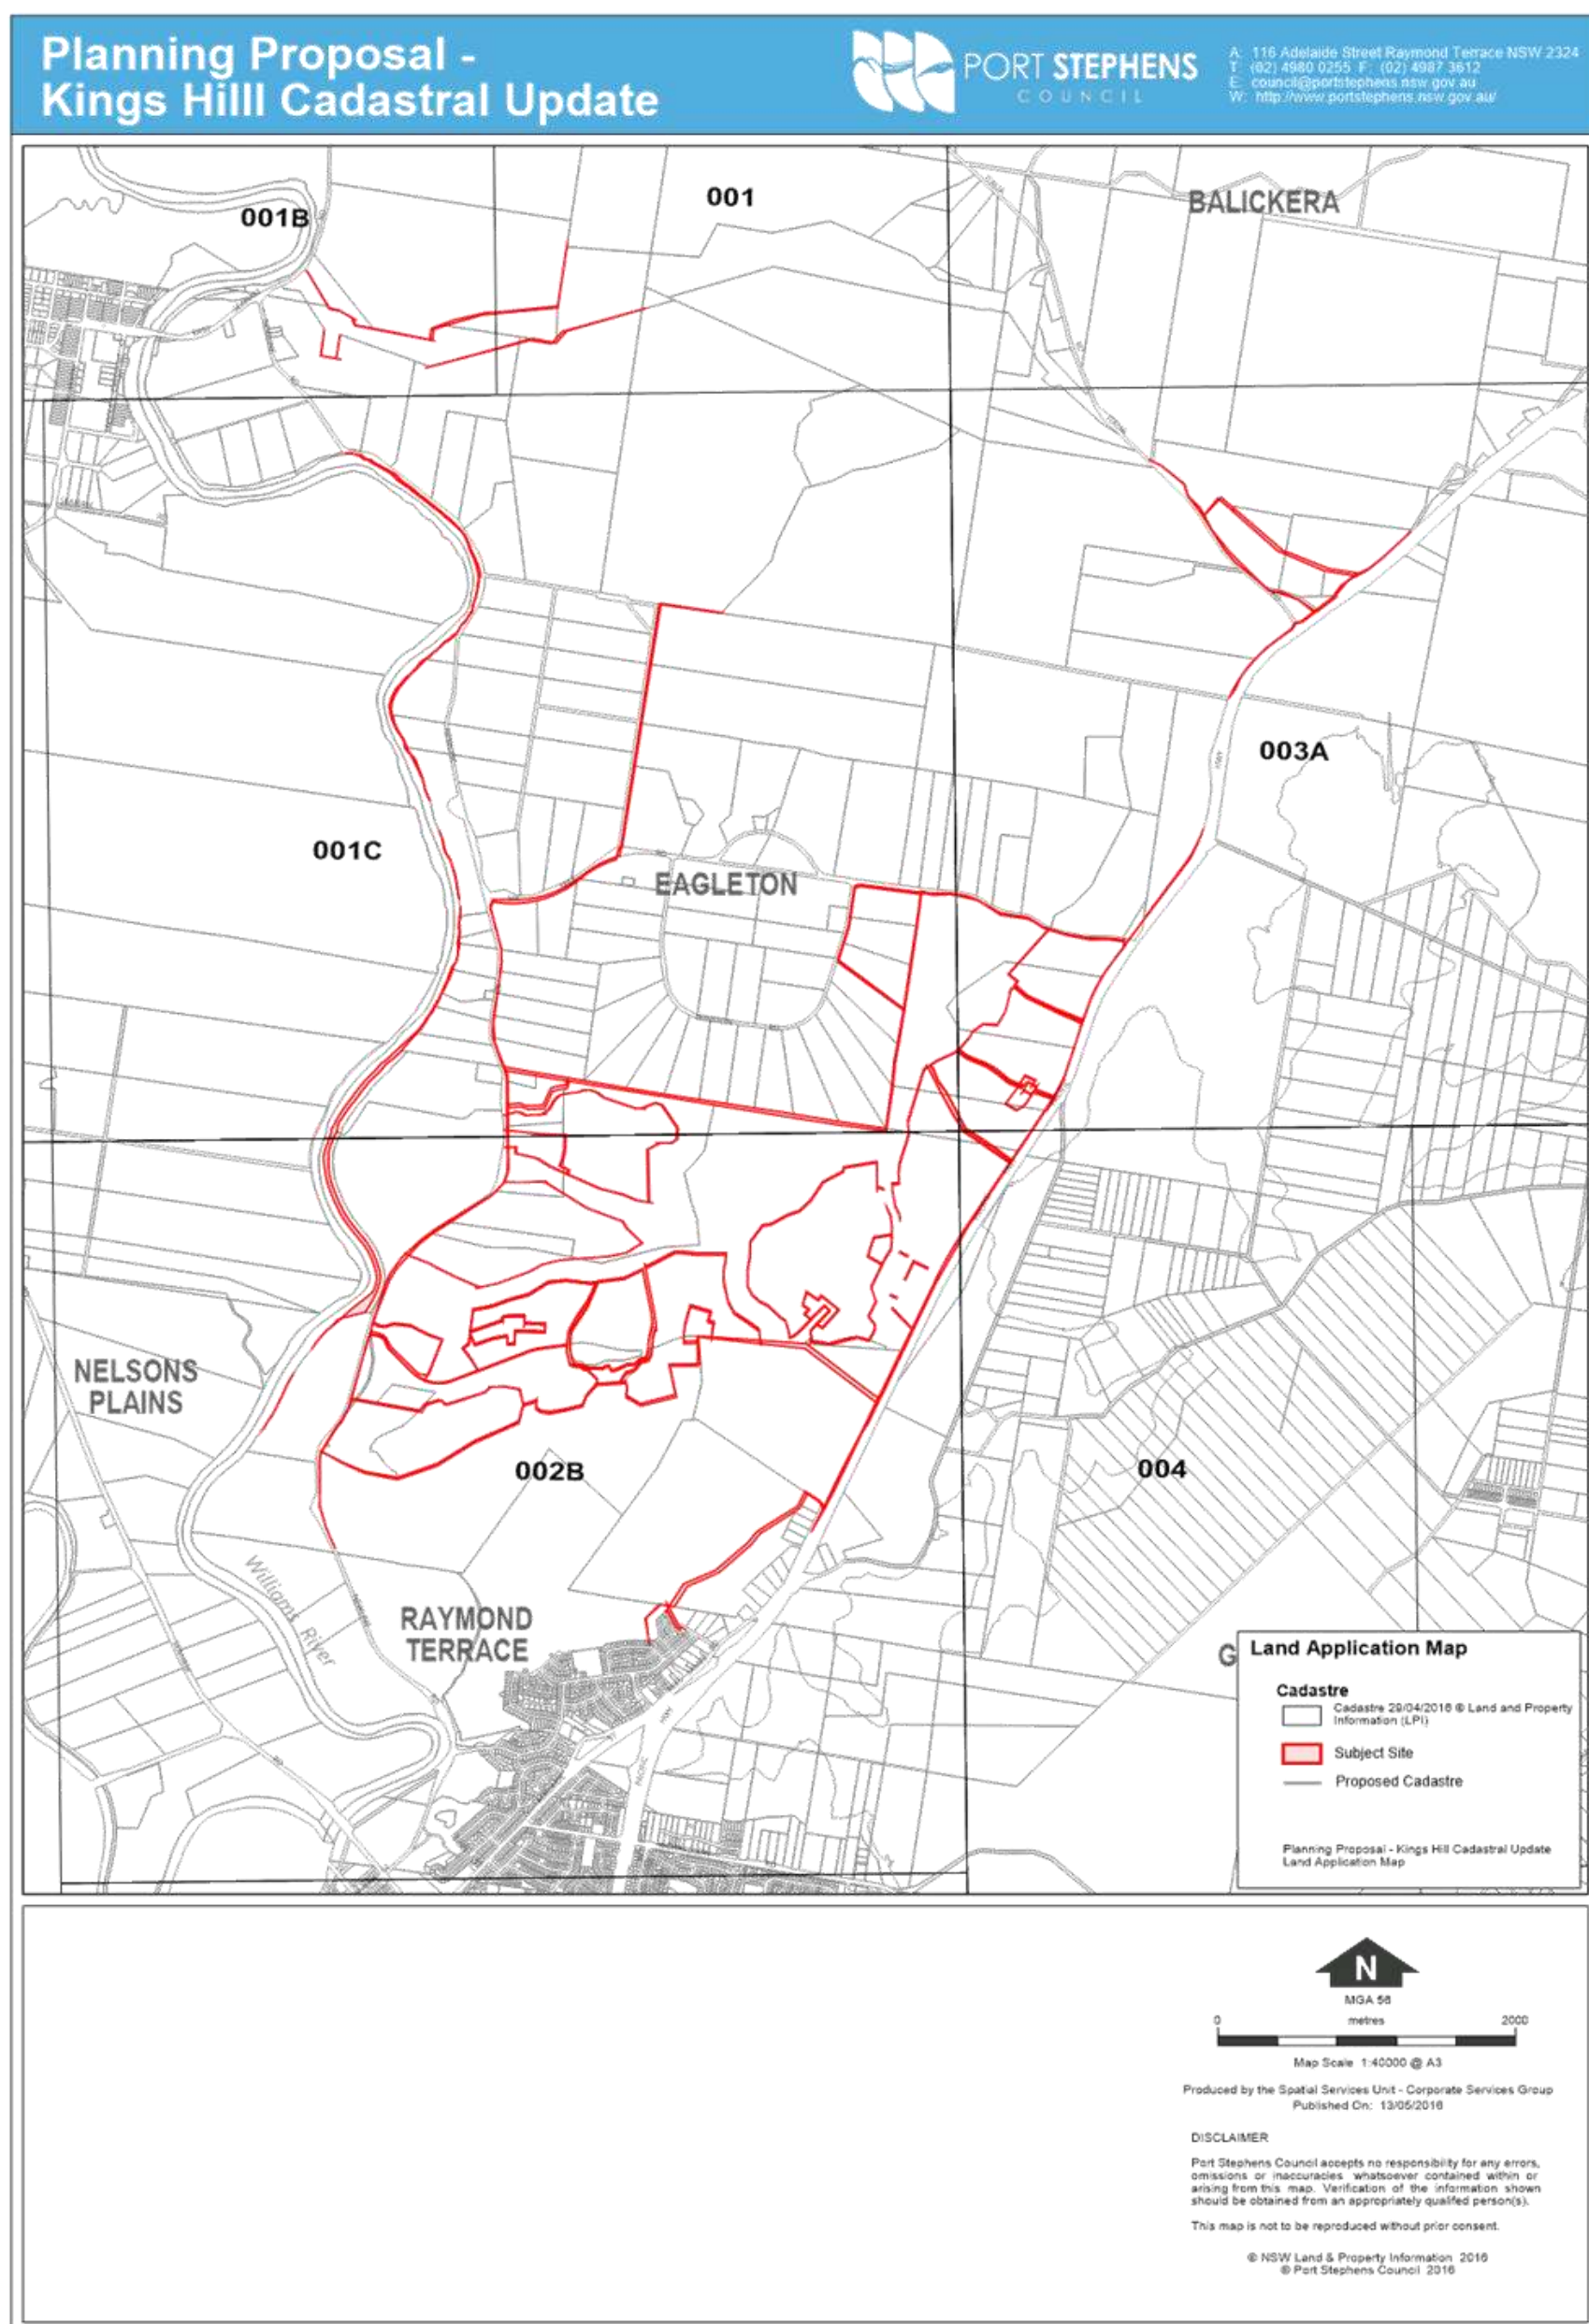 Planning Proposal -
Kings Hilll Cadastral Update
PORT STEPHENS
COUNCIL
A: 116 Adelaide Street Raymond Terrace NSW 2324
T: (02) 4980 0255 F: (02) 4987 3612
E: council@portstephens.nsw.gov.au
W: http://www.portstephens.nsw.gov.au/
001B
001
BALICKERA
003A
001C
EAGLETON
NELSONS
PLAINS
002B
004
Williams River
RAYMOND
TERRACE
G
Land Application Map
Cadastre
Cadastre 29/04/2016 © Land and Property
Information (LPI)
Subject Site
Proposed Cadastre
Planning Proposal - Kings Hill Cadastral Update
Land Application Map
N
MGA 56
0 metres 2000
Map Scale 1:40000 @ A3
Produced by the Spatial Services Unit - Corporate Services Group
Published On: 13/05/2016
DISCLAIMER
Port Stephens Council accepts no responsibility for any errors,
omissions or inaccuracies whatsoever contained within or
arising from this map. Verification of the information shown
should be obtained from an appropriately qualifed person(s).
This map is not to be reproduced without prior consent.
© NSW Land & Property Information 2016
© Port Stephens Council 2016